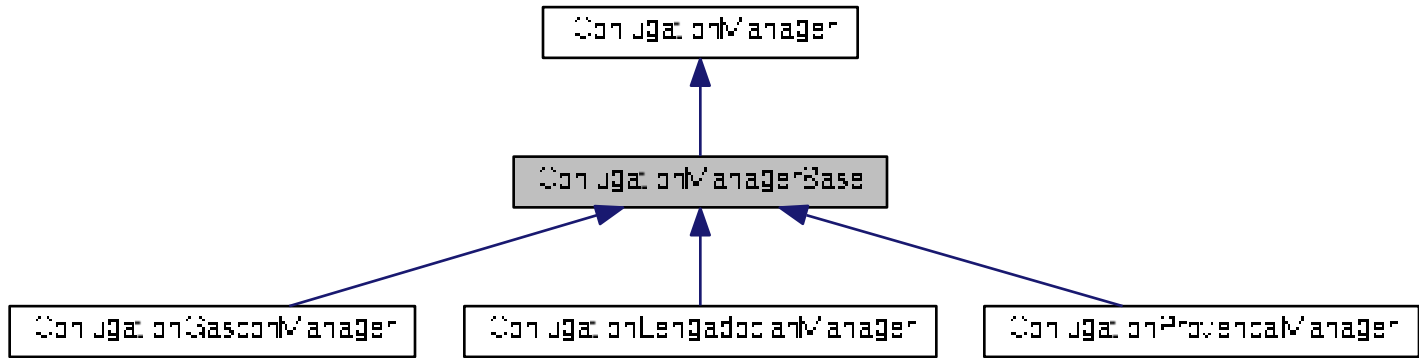 ConjugationManager
ConjugationManagerBase
ConjugationGasconManager
ConjugationLengadocianManager
ConjugationProvencalManager